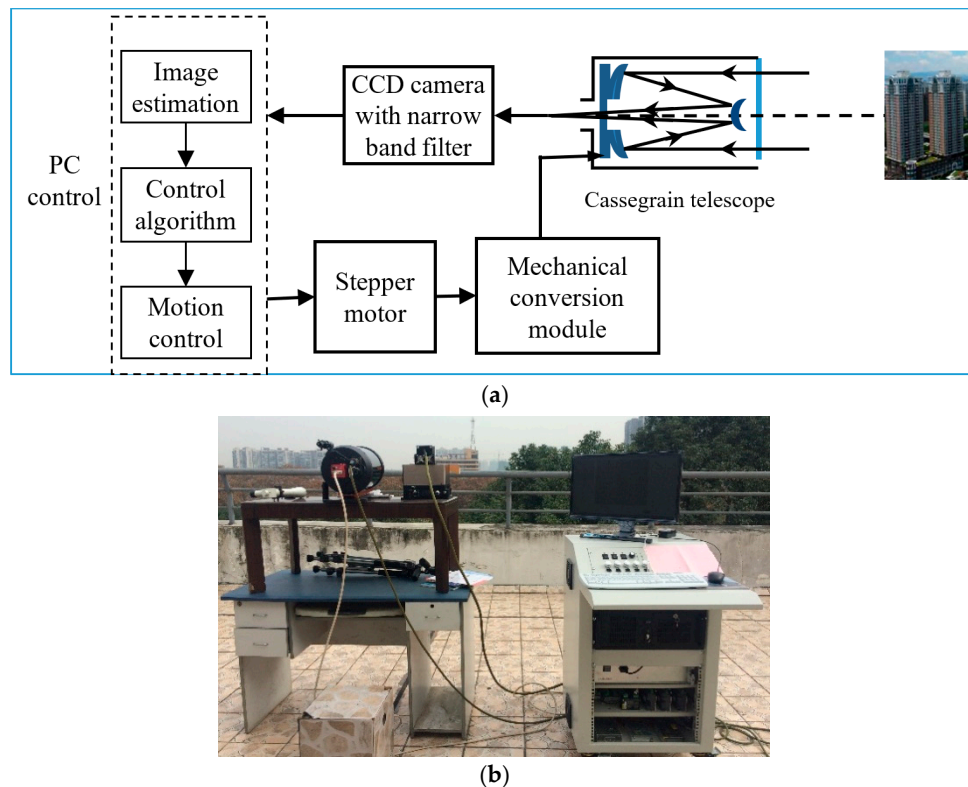 PC
control
Image
estimation
Control
algorithm
Motion
control
CCD camera
with narrow
band filter
Cassegrain telescope
Stepper
motor
Mechanical
conversion
module
(a)
(b)